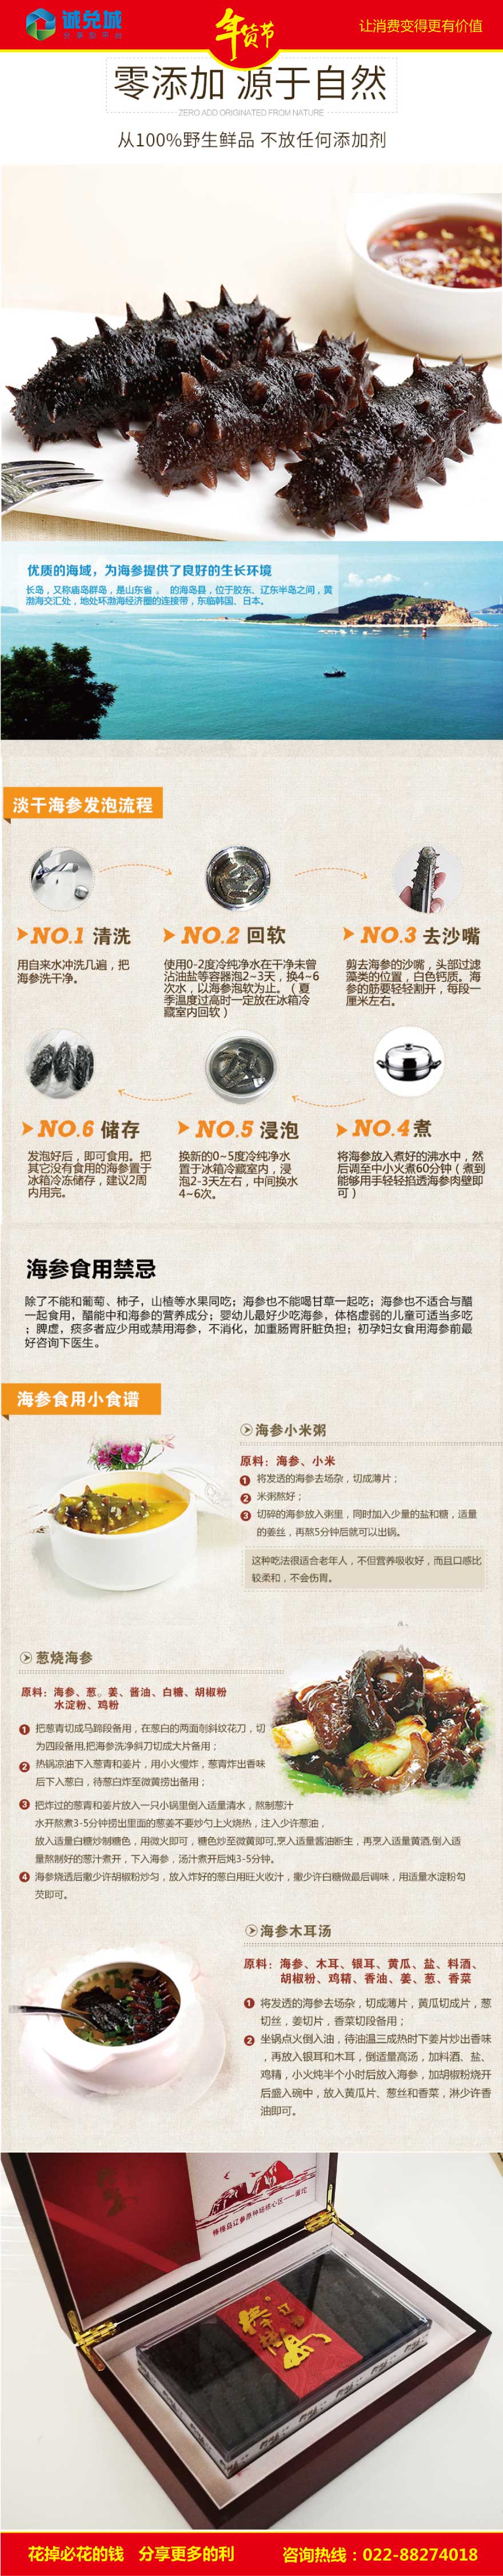 诚兑城
分享型平台
年货节
让消费变得更有价值
零添加 源于自然
ZERO ADD ORIGINATED FROM NATURE
从100%野生鲜品 不放任何添加剂
优质的海域，为海参提供了良好的生长环境
长岛，又称庙岛群岛，是山东省 。 的海岛县，位于胶东、辽东半岛之间，黄
渤海交汇处，地处环渤海经济圈的连接带，东临韩国、日本。
淡干海参发泡流程
NO.1 清洗
用自来水冲洗几遍，把
海参洗干净。
NO.2 回软
使用0-2度冷纯净水在干净未曾
沾油盐等容器泡2~3天，换4~6
次水，以海参泡软为止。（夏
季温度过高时一定放在冰箱冷
藏室内回软）
NO.3 去沙嘴
剪去海参的沙嘴，头部过滤
藻类的位置，白色钙质。海
参的筋要轻轻割开，每段一
厘米左右。
NO.6 储存
发泡好后，即可食用。把
其它没有食用的海参置于
冰箱冷冻储存，建议2周
内用完。
NO.5 浸泡
换新的0~5度冷纯净水
置于冰箱冷藏室内，浸
泡2-3天左右，中间换水
4~6次。
NO.4 煮
将海参放入煮好的沸水中，然
后调至中小火煮60分钟（煮到
能够用手轻轻掐透海参肉壁即
可）
海参食用禁忌
除了不能和葡萄、柿子，山楂等水果同吃；海参也不能喝甘草一起吃；海参也不适合与醋
一起食用，醋能中和海参的营养成分；婴幼儿最好少吃海参，体格虚弱的儿童可适当多吃
；脾虚，痰多者应少用或禁用海参，不消化，加重肠胃肝脏负担；初孕妇女食用海参前最
好咨询下医生。
海参食用小食谱
海参小米粥
原料：海参、小米
1 将发透的海参去场杂，切成薄片；
2 米粥熬好；
3 切碎的海参放入粥里，同时加入少量的盐和糖，适量
的姜丝，再熬5分钟后就可以出锅。
这种吃法很适合老年人，不但营养吸收好，而且口感比
较柔和，不会伤胃。
葱烧海参
原料：海参、葱。姜、酱油、白糖、胡椒粉
水淀粉、鸡粉
1 把葱青切成马蹄段备用，在葱白的两面削斜纹花刀，切
为四段备用,把海参洗净斜刀切成大片备用；
2 热锅凉油下入葱青和姜片，用小火慢炸，葱青炸出香味
后下入葱白，待葱白炸至微黄捞出备用；
3 把炸过的葱青和姜片放入一只小锅里倒入适量清水，熬制葱汁
水开熬煮3-5分钟捞出里面的葱姜不要炒勺上火烧热，注入少许葱油，
放入适量白糖炒制糖色，用微火即可，糖色炒至微黄即可,烹入适量酱油断生，再烹入适量黄酒,倒入适
量熬制好的葱汁煮开，下入海参，汤汁煮开后炖3-5分钟。
4 海参烧透后撒少许胡椒粉炒匀，放入炸好的葱白用旺火收汁，撒少许白糖做最后调味，用适量水淀粉勾
芡即可。
海参木耳汤
原料：海参、木耳、银耳、黄瓜、盐、料酒、
胡椒粉、鸡精、香油、姜、葱、香菜
1 将发透的海参去场杂，切成薄片，黄瓜切成片，葱
切丝，姜切片，香菜切段备用；
2 坐锅点火倒入油，待油温三成热时下姜片炒出香味
，再放入银耳和木耳，倒适量高汤，加料酒、盐、
鸡精，小火炖半个小时后放入海参，加胡椒粉烧开
后盛入碗中，放入黄瓜片、葱丝和香菜，淋少许香
油即可。
花掉必花的钱 分享更多的利
咨询热线：022-88274018